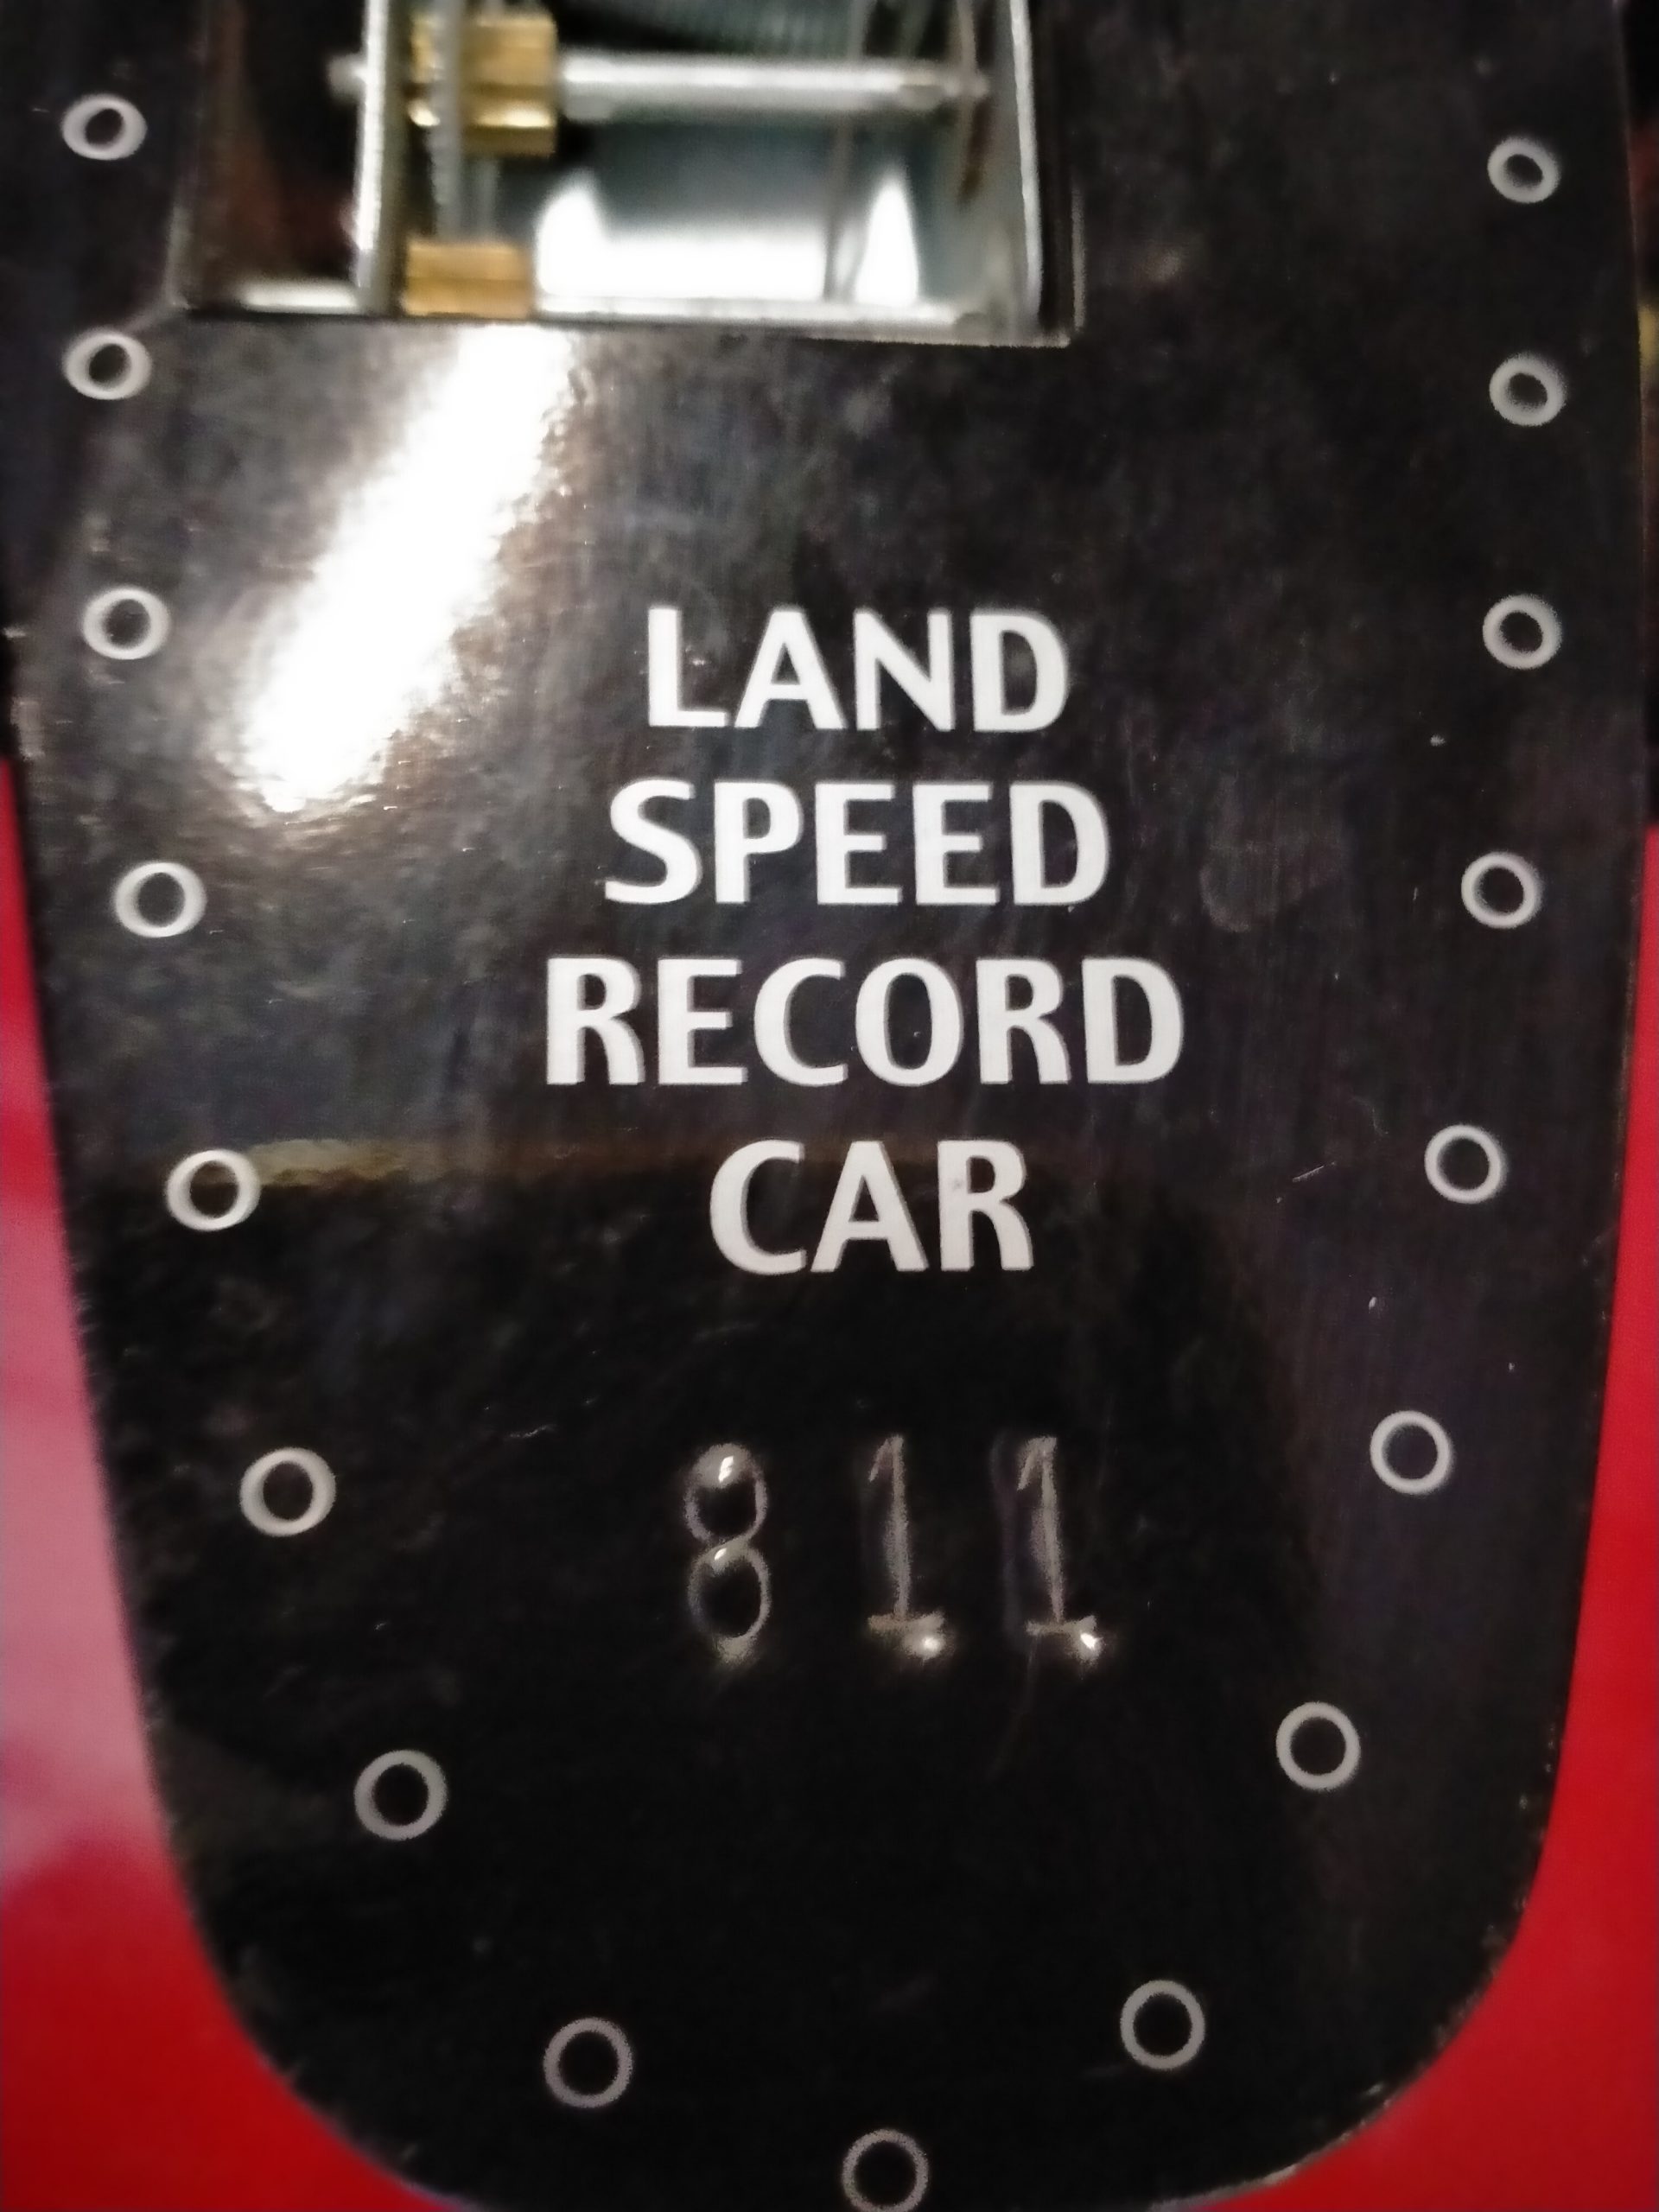 LAND
SPEED
RECORD
CAR
811